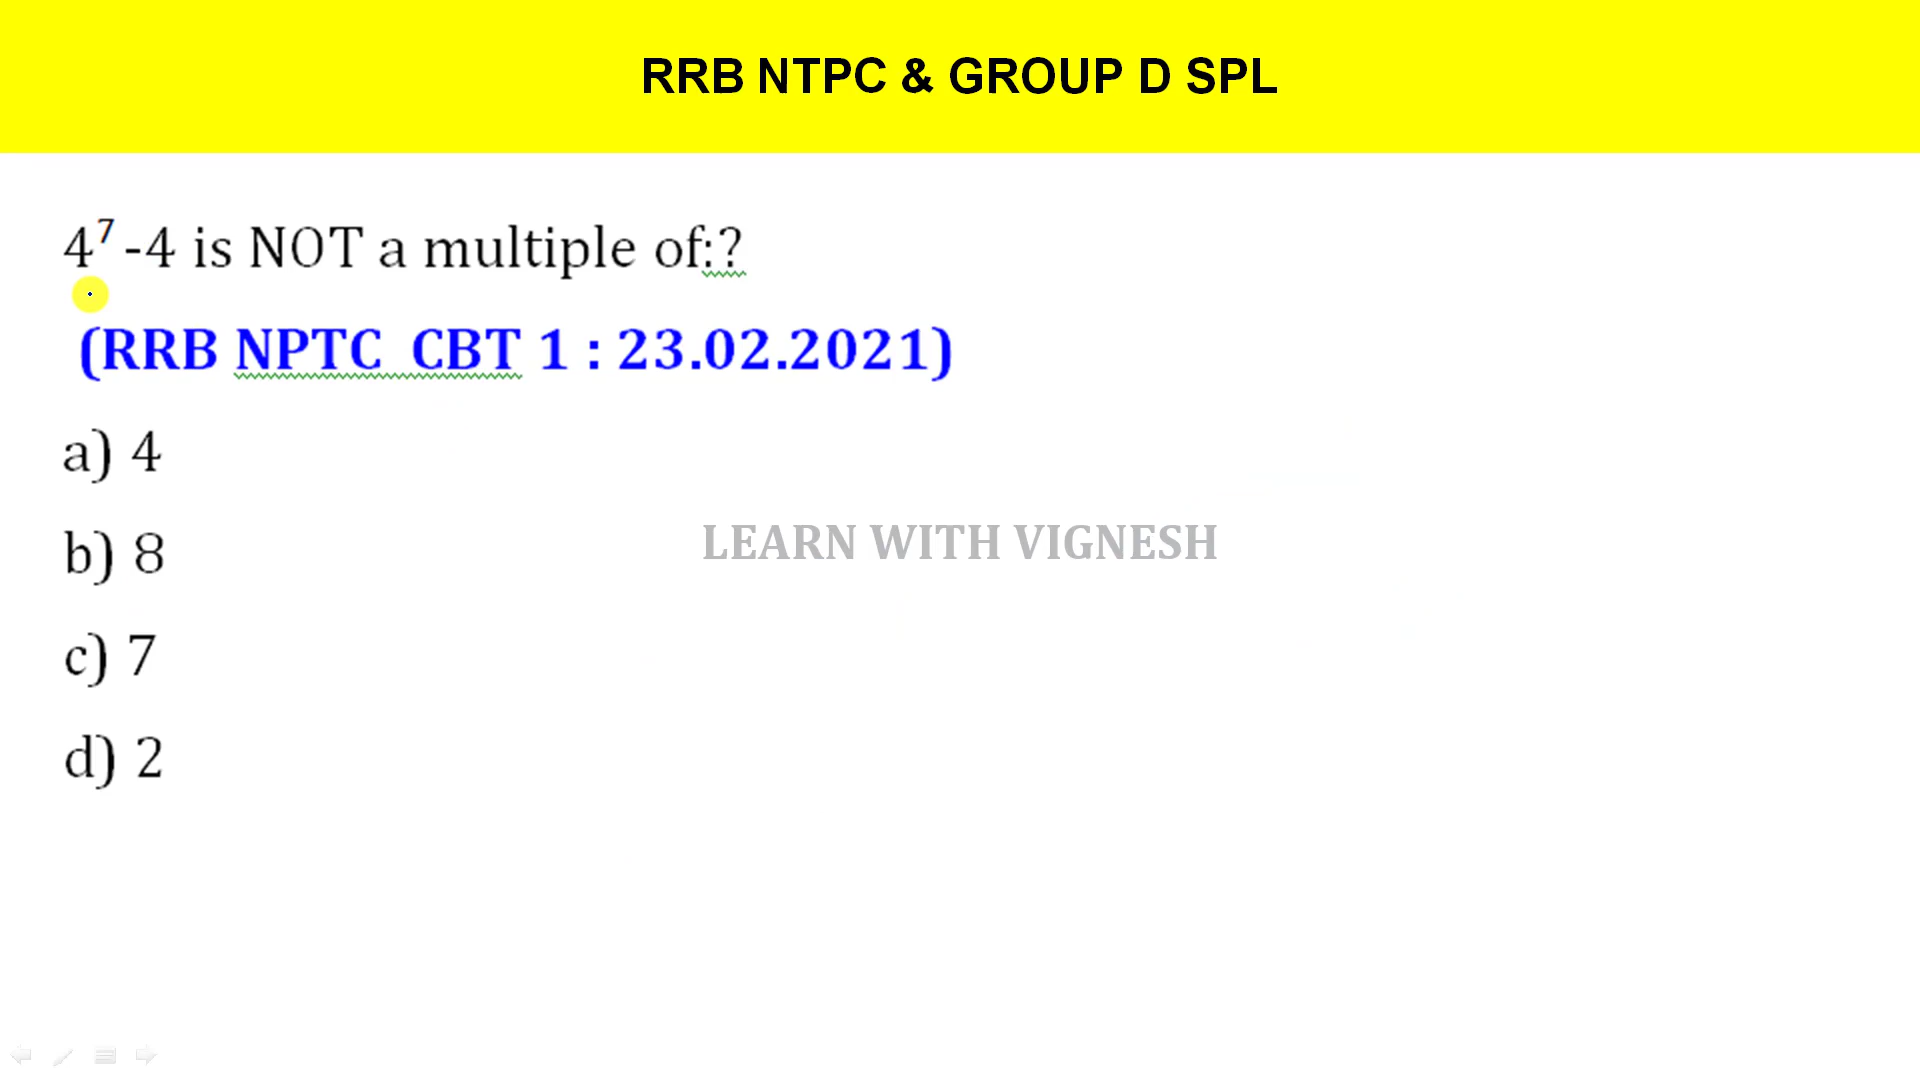 RRB NTPC & GROUP D SPL
4⁷ -4 is NOT a multiple of:?
(RRB NPTC CBT 1 : 23.02.2021)
a) 4
LEARN WITH VIGNESH
b) 8
c) 7
d) 2